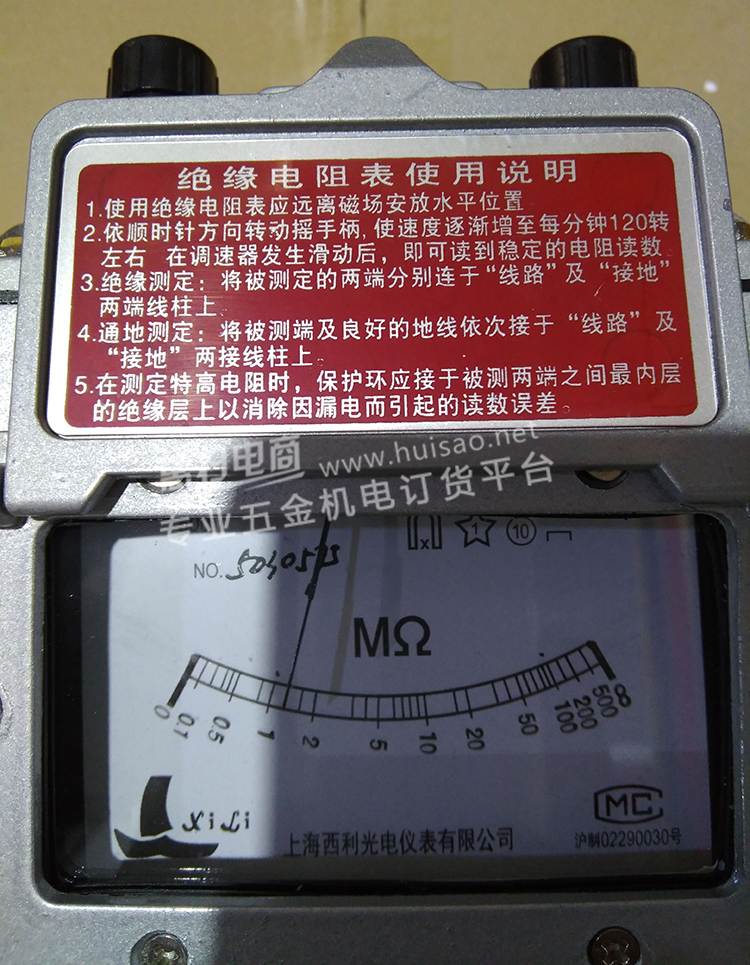 绝缘电阻表使用说明
1.使用绝缘电阻表应远离磁场安放水平位置
2.依顺时针方向转动摇手柄,使速度逐渐增至每分钟120转
左右 在调速器发生滑动后,即可读到稳定的电阻读数
3.绝缘测定:将被测定的两端分别连于“线路”及“接地”
两端线柱上
4.通地测定:将被测端及良好的地线依次接于“线路”及
“接地”两接线柱上
5.在测定特高电阻时,保护环应接于被测两端之间最内层
的绝缘层上以消除因漏电而引起的读数误差
电商 www.huisao.net
专业五金机电订货平台
x 1 10
NO.
MΩ
0 0.1 0.5 1 2 5 10 20 50 100 200 500 ∞
XiLi
上海西利光电仪表有限公司
MC
沪制02290030号